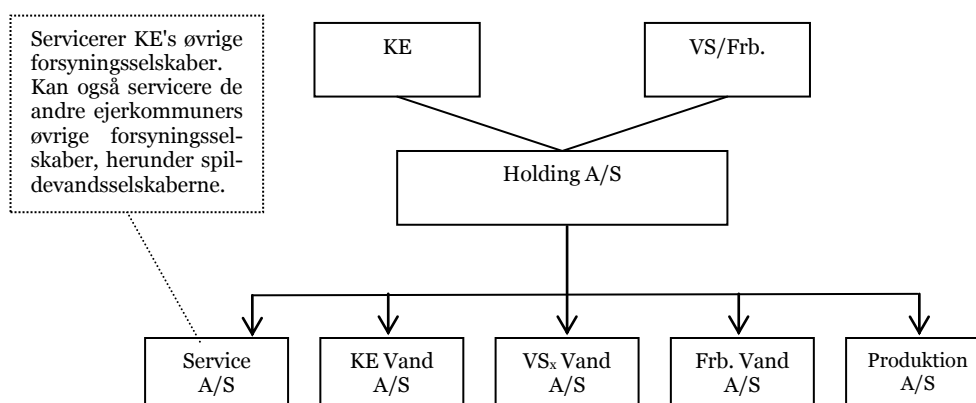 Servicerer KE's øvrige
forsyningsselskaber.
Kan også servicere de
andre ejerkommuners
øvrige forsyningssel-
skaber, herunder spil-
devandsselskaberne.
KE
VS/Frb.
Holding A/S
Service
A/S
KE Vand
A/S
VSx Vand
A/S
Frb. Vand
A/S
Produktion
A/S